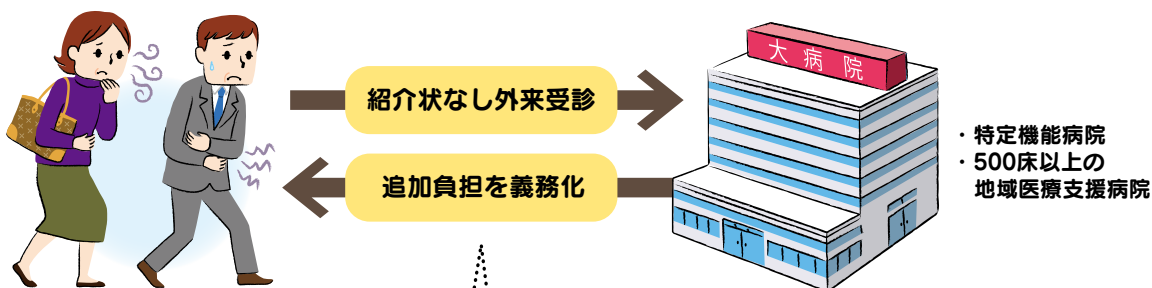 大病院
紹介状なし外来受診
追加負担を義務化
・特定機能病院
・500床以上の
地域医療支援病院